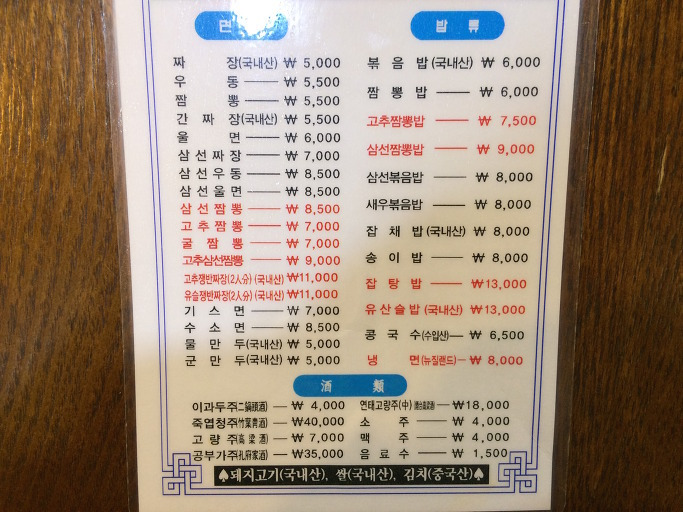 면
짜 장(국내산) ₩ 5,000
우 동 ₩ 5,500
짬 뽕 ₩ 5,500
간 짜 장(국내산) ₩ 5,500
울 면 ₩ 6,000
삼 선 짜 장 ₩ 7,000
삼 선 우 동 ₩ 8,500
삼 선 울 면 ₩ 8,500
삼 선 짬 뽕 ₩ 8,500
고 추 짬 뽕 ₩ 7,000
굴 짬 뽕 ₩ 7,000
고추삼선짬뽕 ₩ 9,000
고추쟁반짜장(2人分) (국내산) ₩11,000
유슬쟁반짜장(2人分) (국내산) ₩11,000
기 스 면 ₩ 7,000
수 소 면 ₩ 8,500
물 만 두(국내산) ₩ 5,000
군 만 두(국내산) ₩ 5,000
밥 류
볶 음 밥 (국내산) ₩ 6,000
짬 뽕 밥 ₩ 6,000
고추짬뽕밥 ₩ 7,500
삼선짬뽕밥 ₩ 9,000
삼선볶음밥 ₩ 8,000
새우볶음밥 ₩ 8,000
잡 채 밥 (국내산) ₩ 8,000
송 이 밥 ₩ 8,000
잡 탕 밥 ₩13,000
유 산 슬 밥 (국내산) ₩13,000
콩 국 수 (수입산) ₩ 6,500
냉 면(뉴질랜드) ₩ 8,000
酒 類
이과두주(二鍋頭酒) ₩ 4,000
죽엽청주(竹葉靑酒) ₩40,000
고 량 주(高 梁 酒) ₩ 7,000
공부가주(孔府家酒) ₩35,000
연태고량주(中) ₩18,000
소 주 ₩ 4,000
맥 주 ₩ 4,000
음 료 수 ₩ 1,500
♠돼지고기(국내산), 쌀(국내산), 김치(중국산)♠